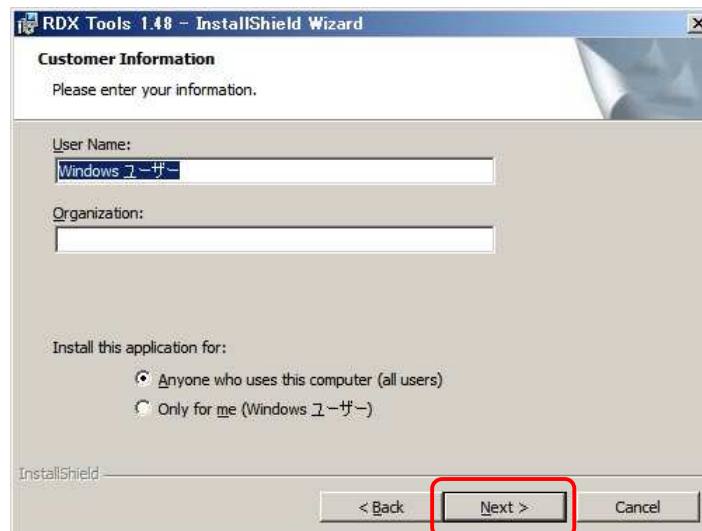 RDX Tools 1.48 - InstallShield Wizard
Customer Information
Please enter your information.
User Name:
Windows ユーザー
Organization:
Install this application for:
Anyone who uses this computer (all users)
Only for me (Windows ユーザー)
InstallShield
< Back Next > Cancel